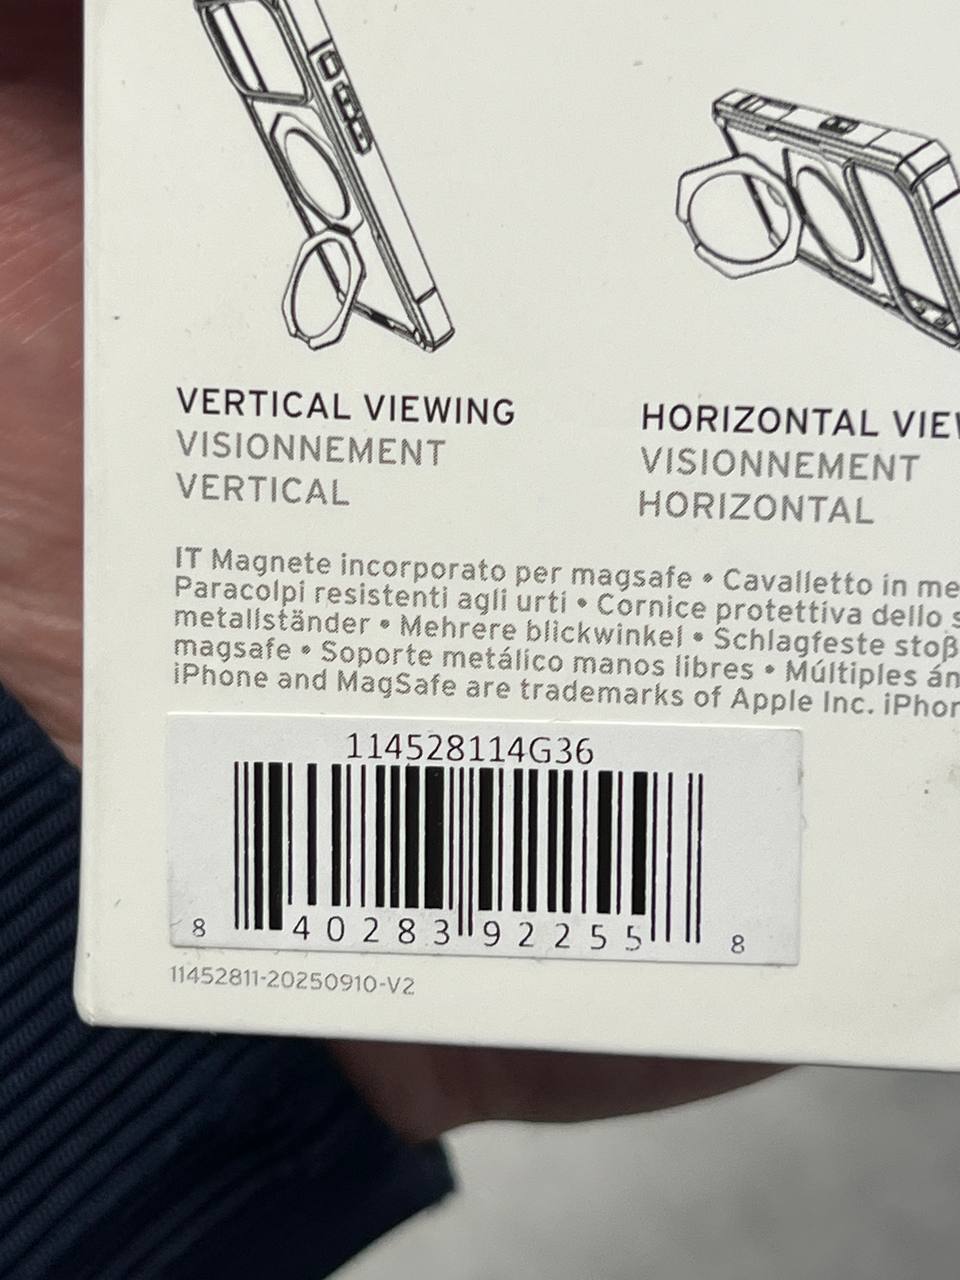 VERTICAL VIEWING
VISIONNEMENT
VERTICAL
HORIZONTAL
VISIONNEMENT
HORIZONTAL
IT Magnete incorporato per magsafe • Cavalletto in
Paracolpi resistenti agli urti • Cornice protettiva dello
metallständer • Mehrere blickwinkel • Schlagfeste
magsafe • Soporte metálico manos libres • Múltiples
iPhone and MagSafe are trademarks of Apple Inc.
114528114G36
8 40283 92255 8
11452811-20250910-V2